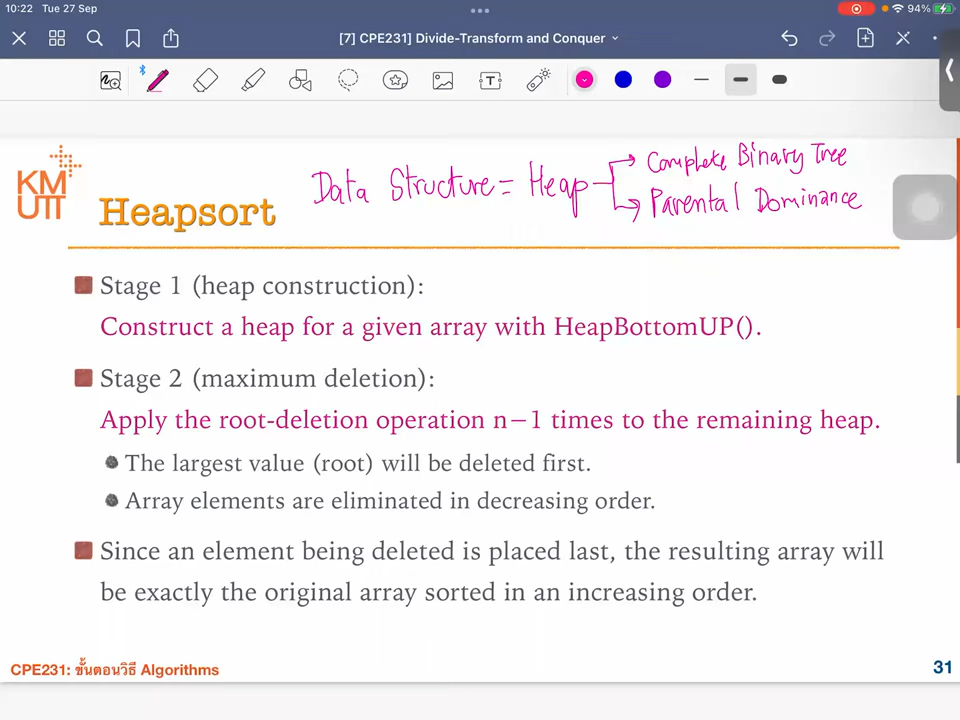 10:22 Tue 27 Sep
94%
[7] CPE231] Divide-Transform and Conquer
T
KM
UTT
Data Structure = Heap
Complete Binary Tree
Parental Dominance
Heapsort
Stage 1 (heap construction):
Construct a heap for a given array with HeapBottomUP().
Stage 2 (maximum deletion):
Apply the root-deletion operation n−1 times to the remaining heap.
The largest value (root) will be deleted first.
Array elements are eliminated in decreasing order.
Since an element being deleted is placed last, the resulting array will
be exactly the original array sorted in an increasing order.
CPE231: ขั้นตอนวิธี Algorithms
31